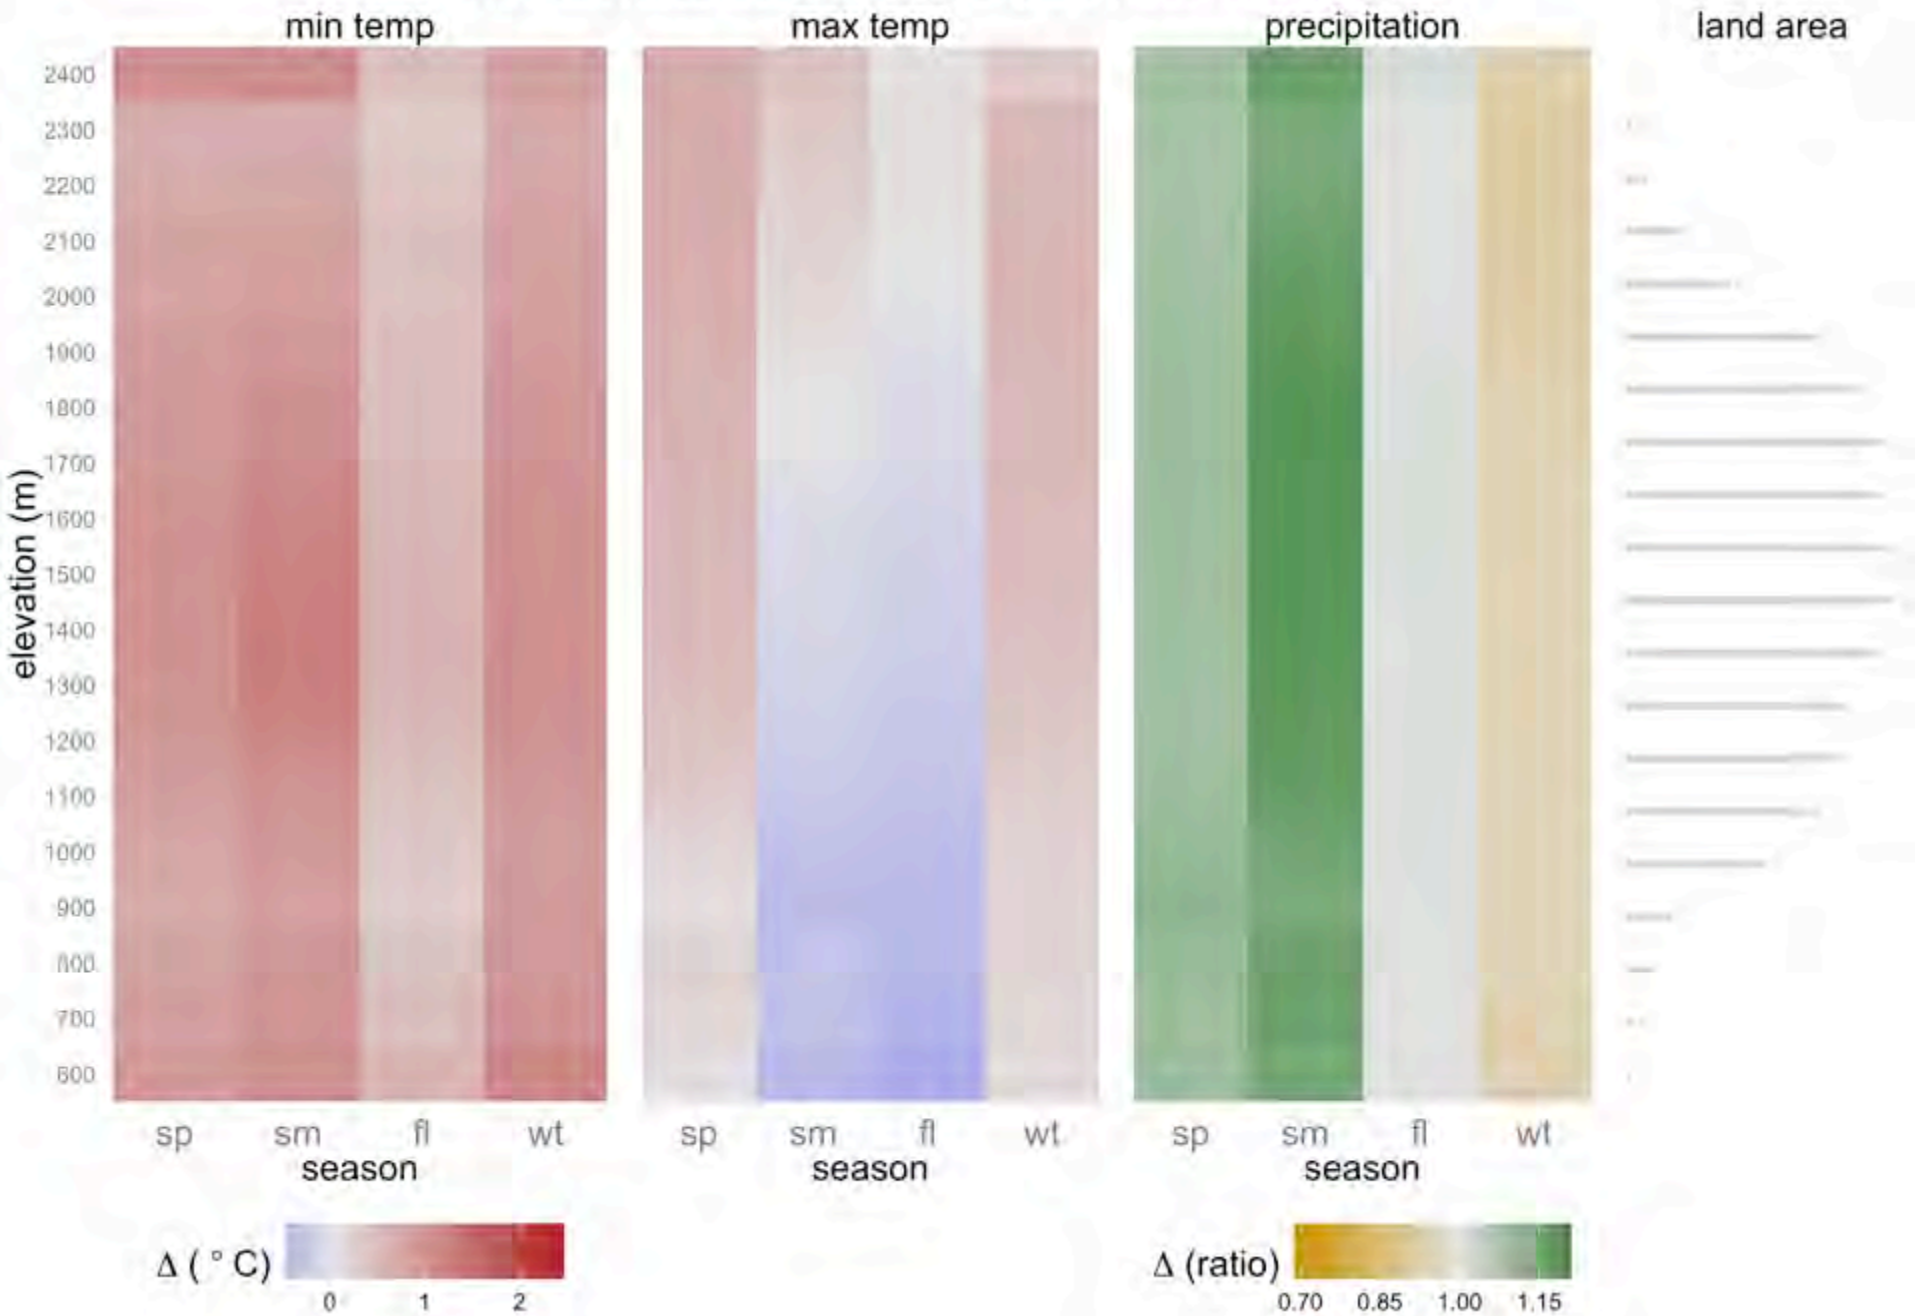 min temp
max temp
precipitation
land area
elevation (m)
2400
2300
2200
2100
2000
1900
1800
1700
1600
1500
1400
1300
1200
1100
1000
900
800
700
600
sp sm fl wt
season
sp sm fl wt
season
sp sm fl wt
season
Δ ( ° C)
0 1 2
Δ (ratio)
0.70 0.85 1.00 1.15